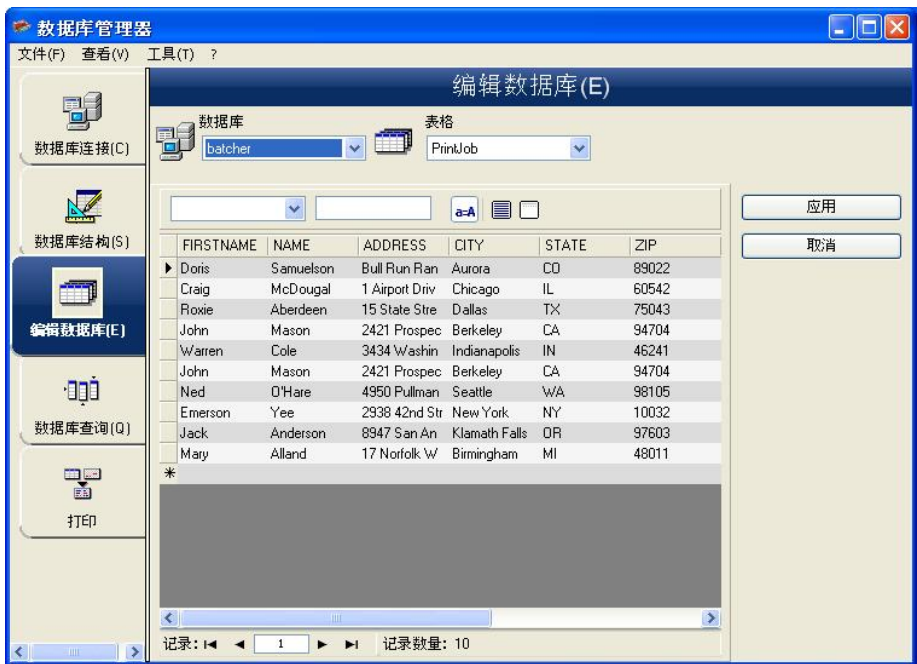 数据库管理器
文件(F) 查看(V) 工具(T) ?
编辑数据库(E)
数据库连接(C)
数据库结构(S)
编辑数据库(E)
数据库查询(Q)
打印
数据库 表格
batcher PrintJob
a=A
应用
取消
FIRSTNAME NAME ADDRESS CITY STATE ZIP
Doris Samuelson Bull Run Ran Aurora CO 89022
Craig McDougal 1 Airport Driv Chicago IL 60542
Roxie Aberdeen 15 State Stre Dallas TX 75043
John Mason 2421 Prospec Berkeley CA 94704
Warren Cole 3434 Washin Indianapolis IN 46241
John Mason 2421 Prospec Berkeley CA 94704
Ned O'Hare 4950 Pullman Seattle WA 98105
Emerson Yee 2938 42nd Str New York NY 10032
Jack Anderson 8947 San An Klamath Falls OR 97603
Mary Alland 17 Norfolk W Birmingham MI 48011
记录: 1 记录数量: 10